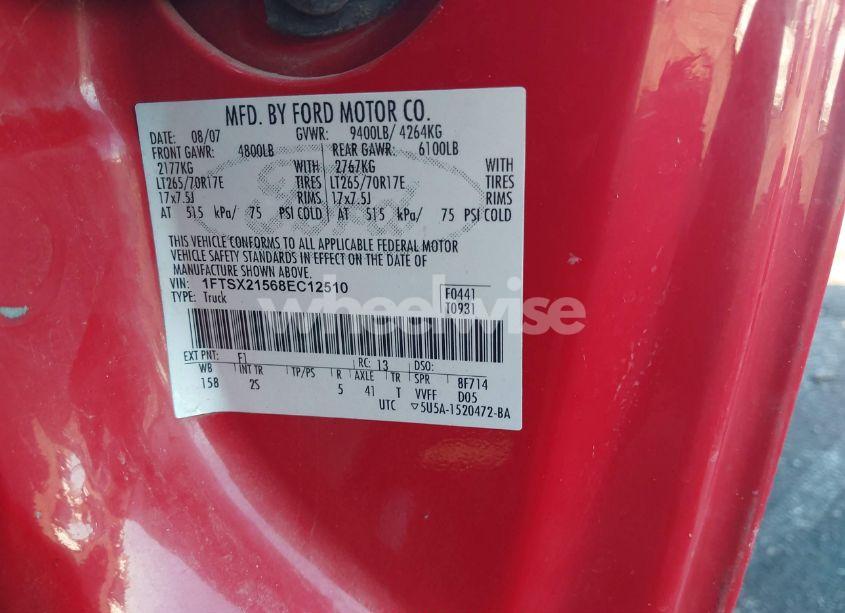 MFD. BY FORD MOTOR CO.
DATE: 08/07 GVWR: 9400LB/ 4264KG
FRONT GAWR: 4800LB REAR GAWR: 6100LB
2177KG WITH 2767KG WITH
LT265/70R17E TIRES LT265/70R17E TIRES
17x7.5J RIMS 17x7.5J RIMS
AT 515 kPa/ 75 PSI COLD AT 515 kPa/ 75 PSI COLD
THIS VEHICLE CONFORMS TO ALL APPLICABLE FEDERAL MOTOR
VEHICLE SAFETY STANDARDS IN EFFECT ON THE DATE OF
MANUFACTURE SHOWN ABOVE.
VIN: 1FTSX21568EC12510 F0441
TYPE: Truck T0931
wheelwise
EXT PNT: F1 RC: 13 DSO:
WB INT TR TP/PS R AXLE TR SPR 8F714
158 2S 5 41 T VVFF D05
UTC ▽5U5A-1520472-BA